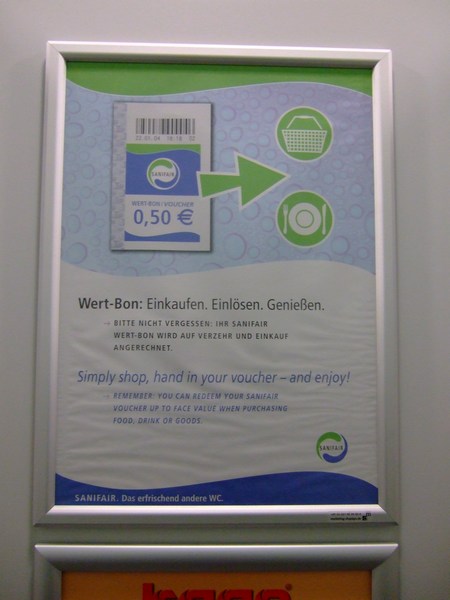 SANIFAIR
WERT-BON / VOUCHER
0,50 €
Wert-Bon: Einkaufen. Einlösen. Genießen.
→ BITTE NICHT VERGESSEN: IHR SANIFAIR
WERT-BON WIRD AUF VERZEHR UND EINKAUF
ANGERECHNET.
Simply shop, hand in your voucher – and enjoy!
→ REMEMBER: YOU CAN REDEEM YOUR SANIFAIR
VOUCHER UP TO FACE VALUE WHEN PURCHASING
FOOD, DRINK OR GOODS.
SANIFAIR
SANIFAIR. Das erfrischend andere WC.